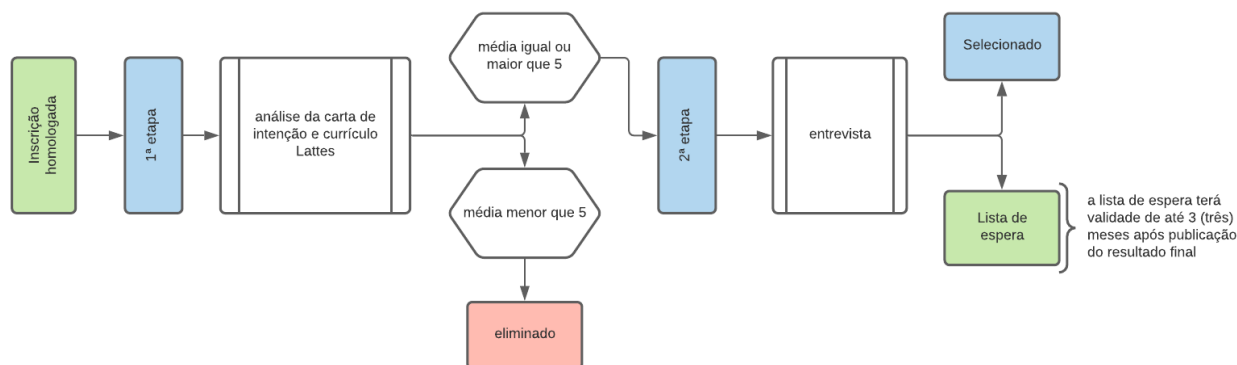 Inscrição
homologada
1ª etapa
análise da carta de
intenção e currículo
Lattes
média igual ou
maior que 5
média menor que 5
eliminado
2ª etapa
entrevista
Selecionado
Lista de
espera
a lista de espera terá
validade de até 3 (três)
meses após publicação
do resultado final